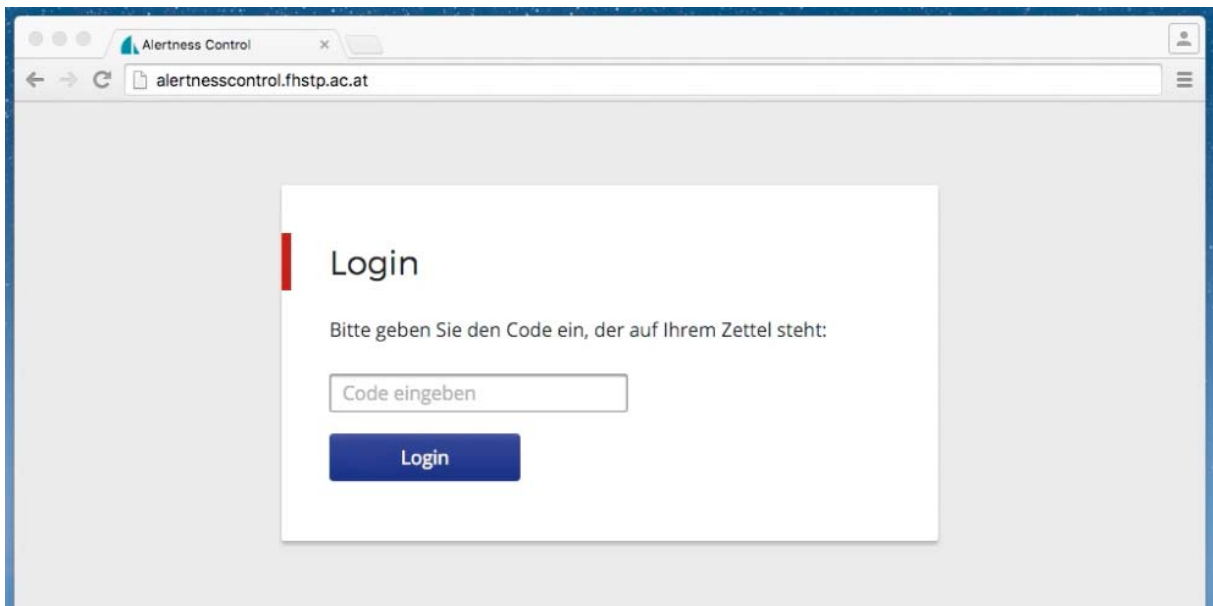 Alertness Control
alertnesscontrol.fhstp.ac.at
Login
Bitte geben Sie den Code ein, der auf Ihrem Zettel steht:
Code eingeben
Login